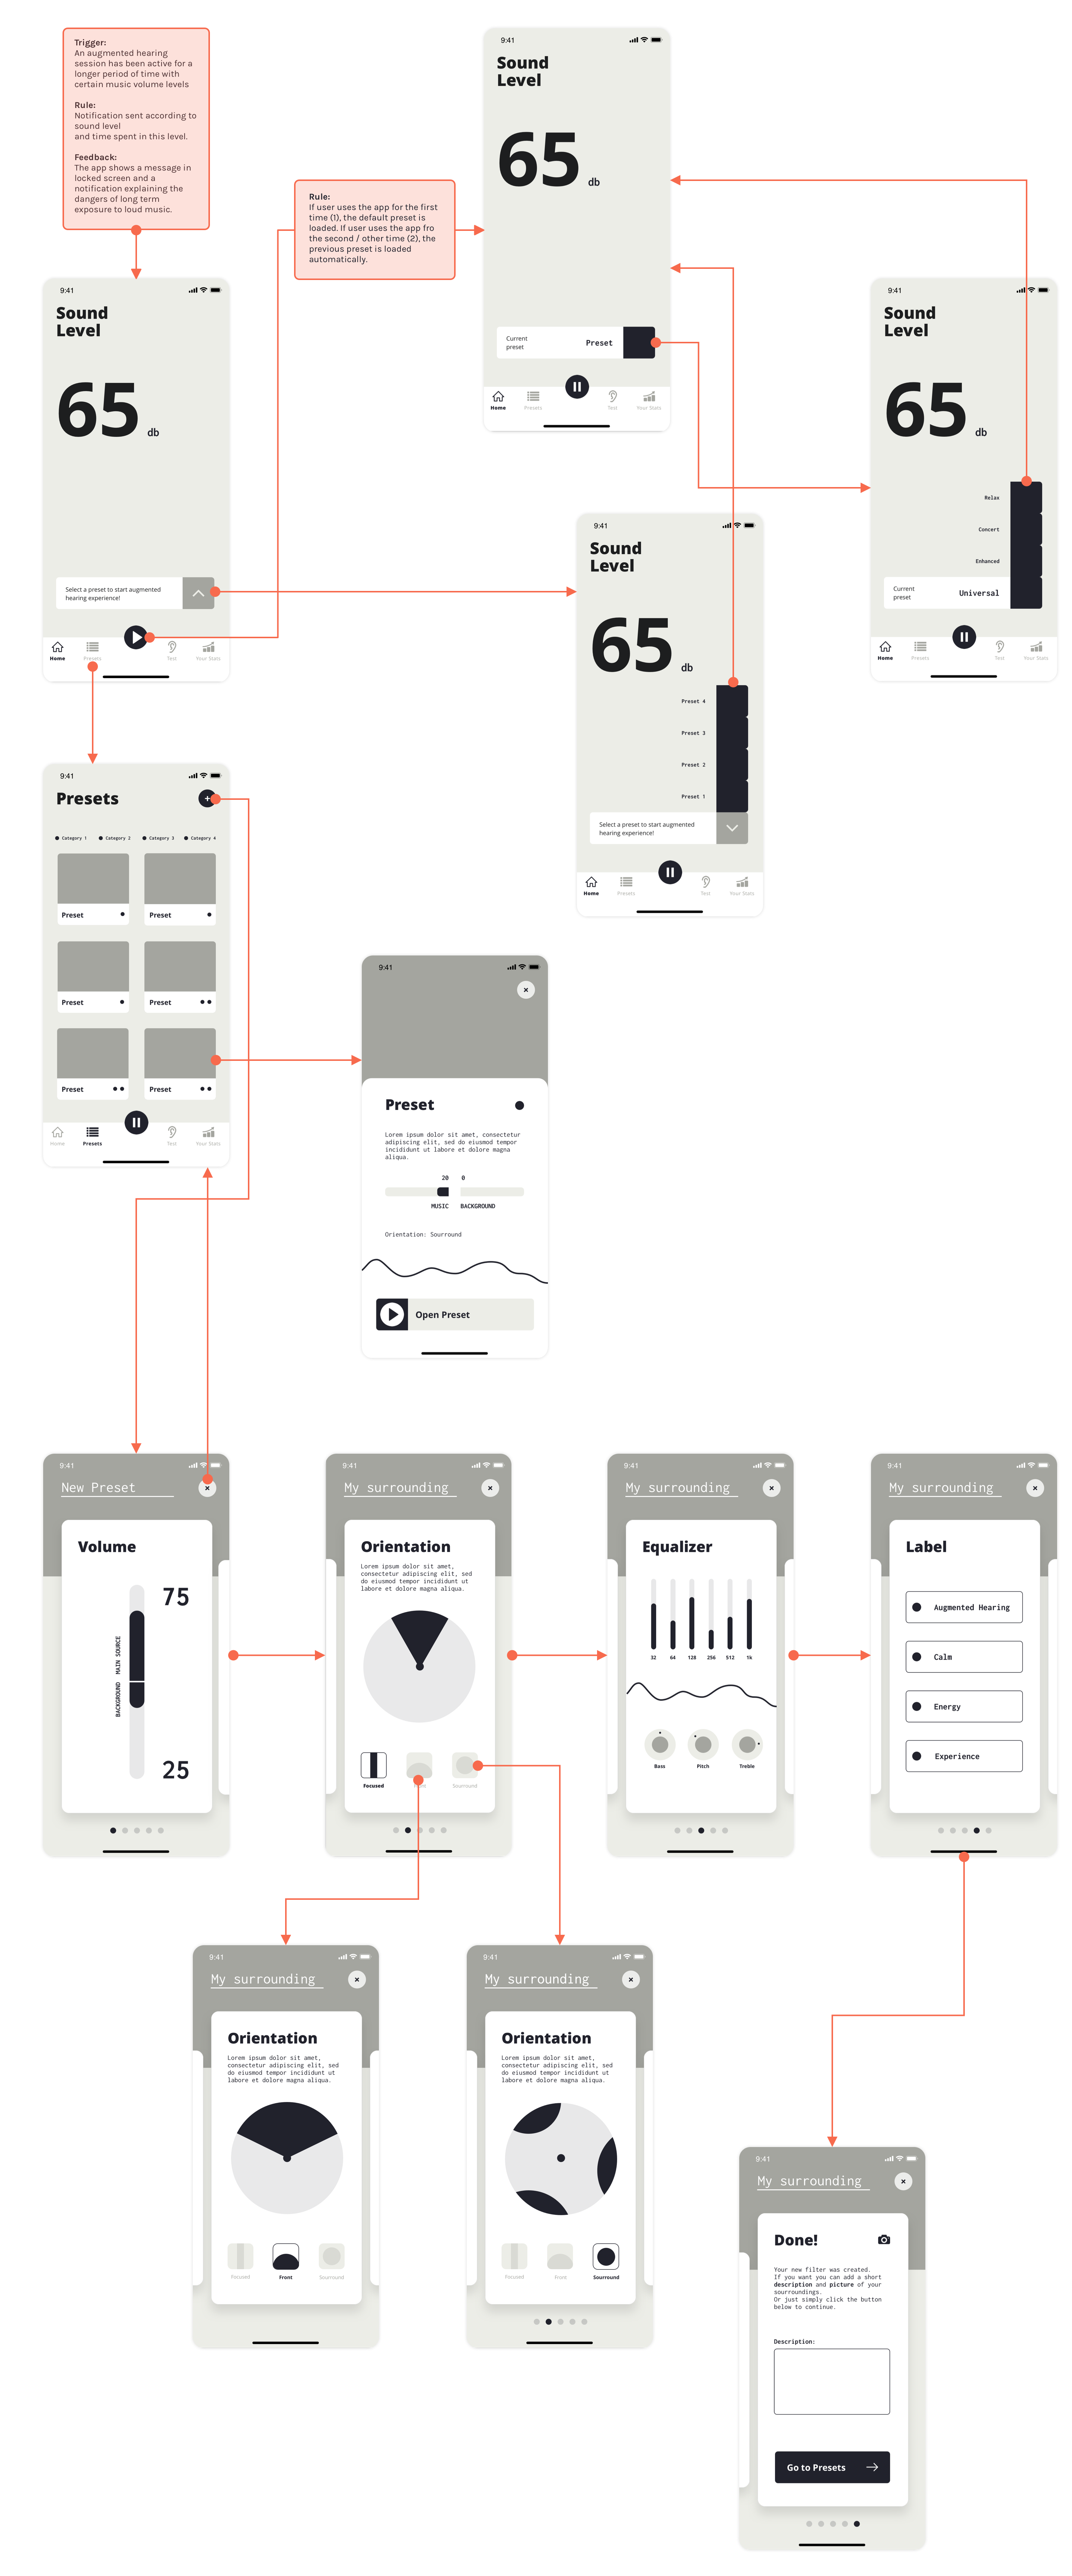 Trigger:
An augmented hearing
session has been active for a
longer period of time with
certain music volume levels
Rule:
Notification sent according to
sound level
and time spent in this level.
Feedback:
The app shows a message in
locked screen and a
notification explaining the
dangers of long term
exposure to loud music.
Rule:
If user uses the app for the first
time (1), the default preset is
loaded. If user uses the app fro
the second / other time (2), the
previous preset is loaded
automatically.
9:41
Sound
Level
65 db
Current
preset
Preset
Home Presets Test Your Stats
9:41
Sound
Level
65 db
Select a preset to start augmented
hearing experience!
Home Presets Test Your Stats
9:41
Sound
Level
65 db
Relax
Concert
Enhanced
Current
preset
Universal
Home Presets Test Your Stats
9:41
Sound
Level
65 db
Preset 4
Preset 3
Preset 2
Preset 1
Select a preset to start augmented
hearing experience!
Home Presets Test Your Stats
9:41
Presets
Category 1 Category 2 Category 3 Category 4
Preset Preset
Preset Preset
Preset Preset
Home Presets Test Your Stats
9:41
Preset
Lorem ipsum dolor sit amet, consectetur
adipiscing elit, sed do eiusmod tempor
incididunt ut labore et dolore magna
aliqua.
20 0
MUSIC BACKGROUND
Orientation: Sourround
Open Preset
9:41
New Preset
Volume
75
BACKGROUND MAIN SOURCE
25
9:41
My surrounding
Orientation
Lorem ipsum dolor sit amet,
consectetur adipiscing elit, sed
do eiusmod tempor incididunt ut
labore et dolore magna aliqua.
Focused Sourround
9:41
My surrounding
Equalizer
32 64 128 256 512 1k
Bass Pitch Treble
9:41
My surrounding
Label
Augmented Hearing
Calm
Energy
Experience
9:41
My surrounding
Orientation
Lorem ipsum dolor sit amet,
consectetur adipiscing elit, sed
do eiusmod tempor incididunt ut
labore et dolore magna aliqua.
Focused Front Sourround
9:41
My surrounding
Orientation
Lorem ipsum dolor sit amet,
consectetur adipiscing elit, sed
do eiusmod tempor incididunt ut
labore et dolore magna aliqua.
Focused Front Sourround
9:41
My surrounding
Done!
Your new filter was created.
If you want you can add a short
description and picture of your
sourroundings.
Or just simply click the button
below to continue.
Description:
Go to Presets